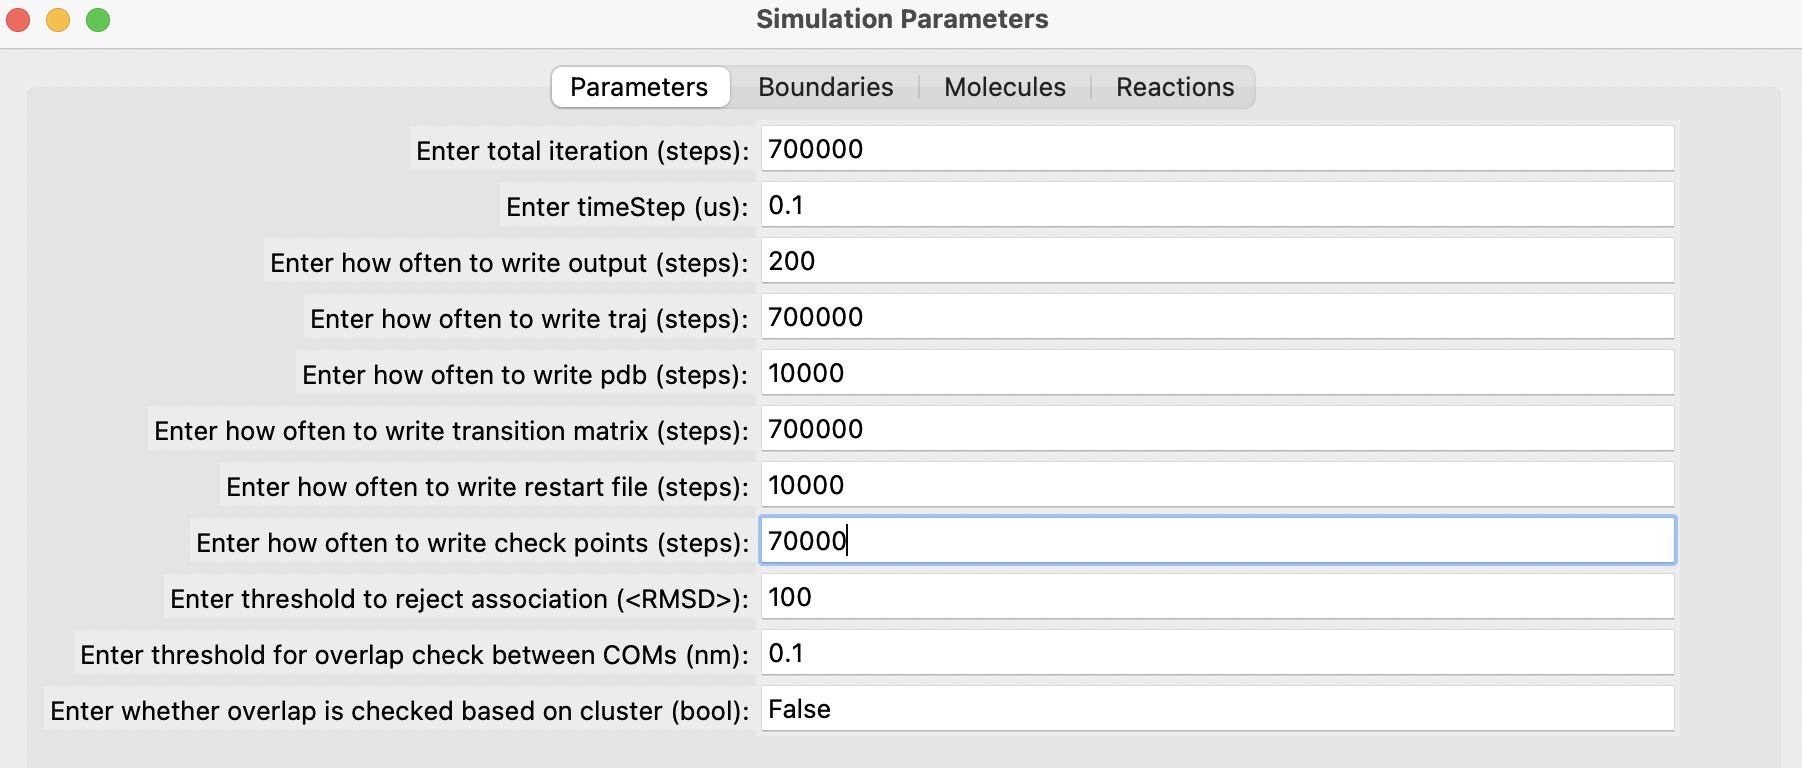 Simulation Parameters
Parameters Boundaries Molecules Reactions
Enter total iteration (steps): 700000
Enter timeStep (us): 0.1
Enter how often to write output (steps): 200
Enter how often to write traj (steps): 700000
Enter how often to write pdb (steps): 10000
Enter how often to write transition matrix (steps): 700000
Enter how often to write restart file (steps): 10000
Enter how often to write check points (steps): 70000
Enter threshold to reject association (<RMSD>): 100
Enter threshold for overlap check between COMs (nm): 0.1
Enter whether overlap is checked based on cluster (bool): False